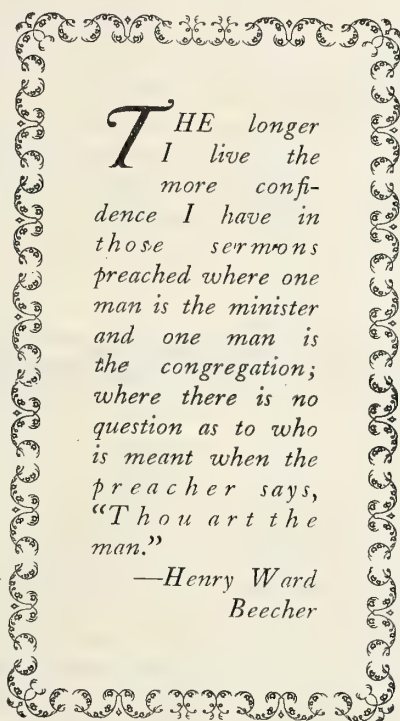 THE longer
I live the
more confi-
dence I have in
those sermons
preached where one
man is the minister
and one man is
the congregation;
where there is no
question as to who
is meant when the
preacher says,
“Thou art the
man.”
—Henry Ward
Beecher